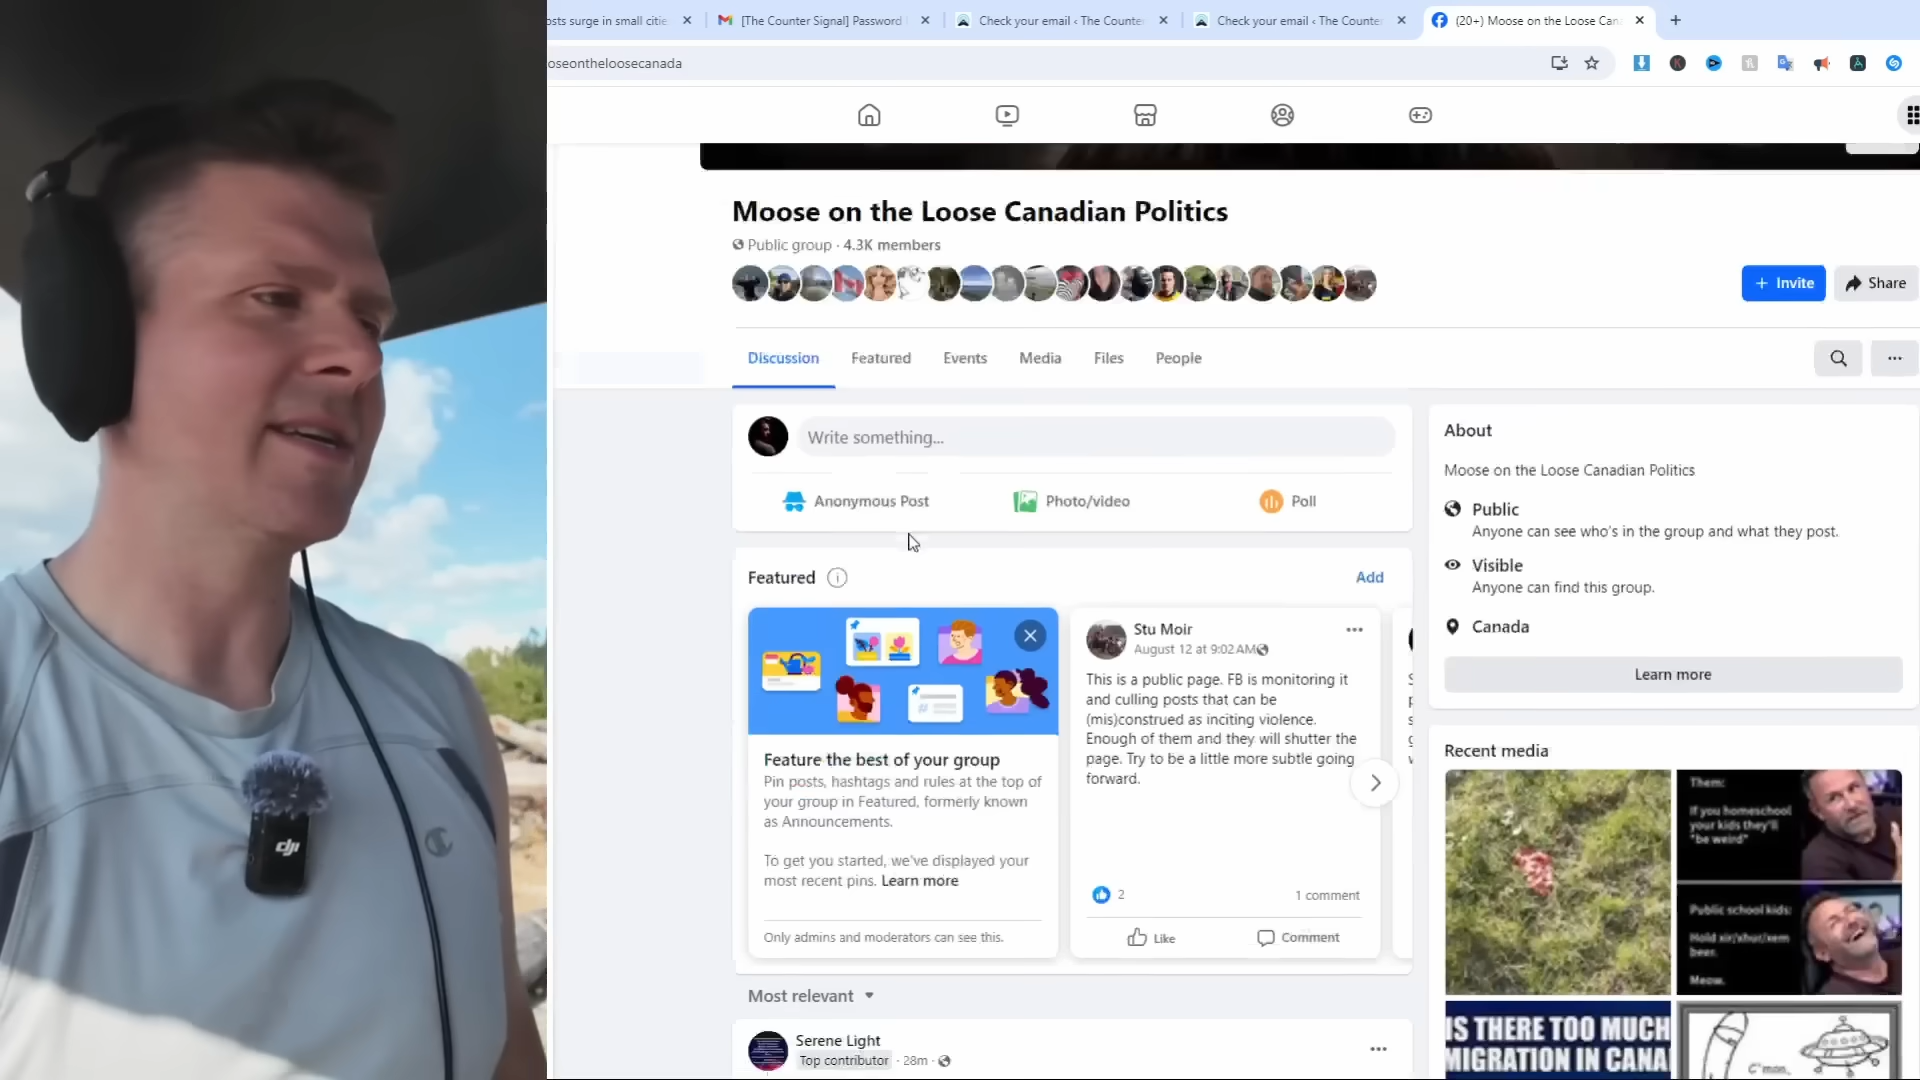 osts surge in small citie
[The Counter Signal] Password
Check your email ‹ The Counte
Check your email ‹ The Counte
(20+) Moose on the Loose Can
oseontheloosecanada
Moose on the Loose Canadian Politics
Public group · 4.3K members
+ Invite
Share
Discussion
Featured
Events
Media
Files
People
Write something...
Anonymous Post
Photo/video
Poll
Featured
Add
Feature the best of your group
Pin posts, hashtags and rules at the top of
your group in Featured, formerly known
as Announcements.
To get you started, we've displayed your
most recent pins. Learn more
Only admins and moderators can see this.
Stu Moir
August 12 at 9:02 AM
This is a public page. FB is monitoring it
and culling posts that can be
(mis)construed as inciting violence.
Enough of them and they will shutter the
page. Try to be a little more subtle going
forward.
2
1 comment
Like
Comment
Most relevant
Serene Light
Top contributor · 28m ·
About
Moose on the Loose Canadian Politics
Public
Anyone can see who's in the group and what they post.
Visible
Anyone can find this group.
Canada
Learn more
Recent media
Them:
If you homeschool
your kids they'll
"be weird"
Public school kids:
Hold xir/xhur/xem
beer.
Meow.
IS THERE TOO MUCH
MIGRATION IN CANA
C'mon,
dji